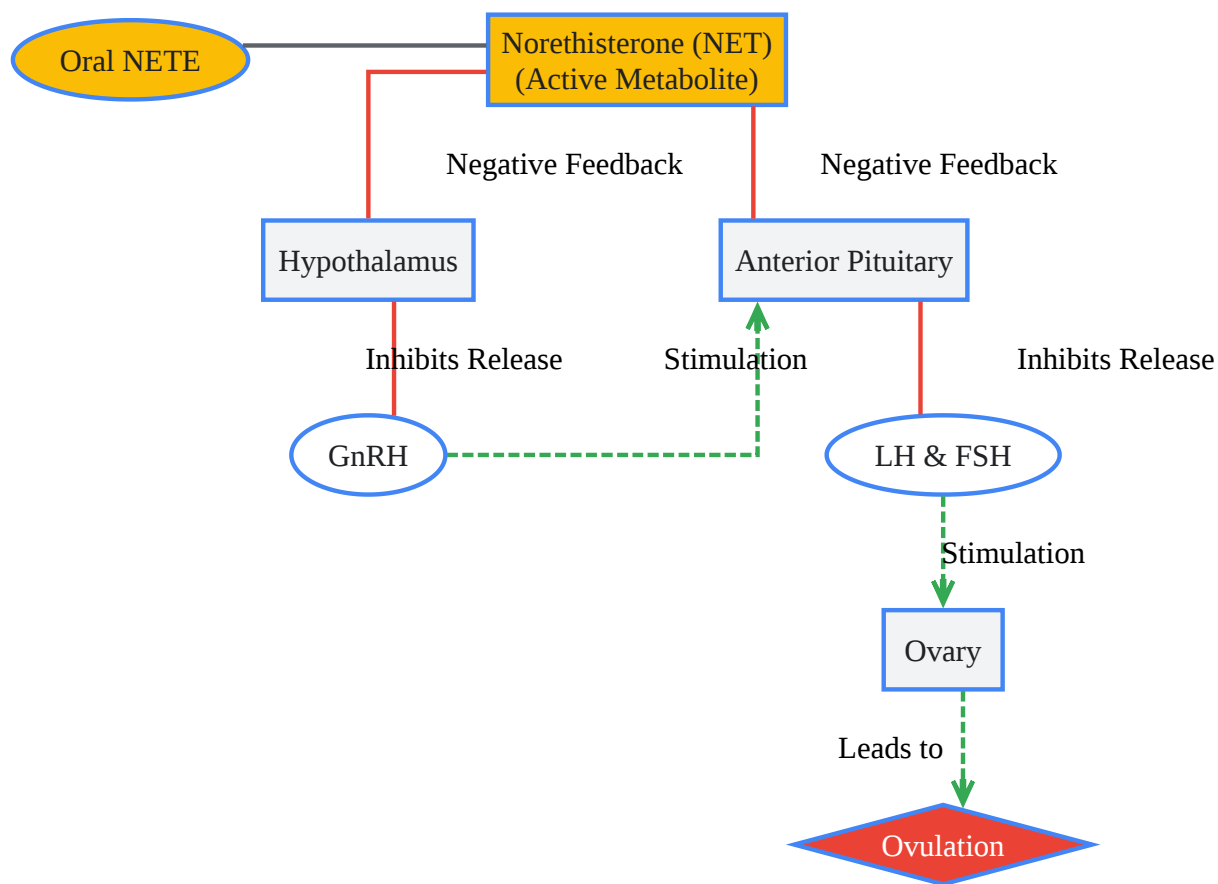 Oral NETE
Norethisterone (NET)
(Active Metabolite)
Negative Feedback
Negative Feedback
Hypothalamus
Anterior Pituitary
Inhibits Release
Stimulation
Inhibits Release
GnRH
LH & FSH
Stimulation
Ovary
Leads to
Ovulation